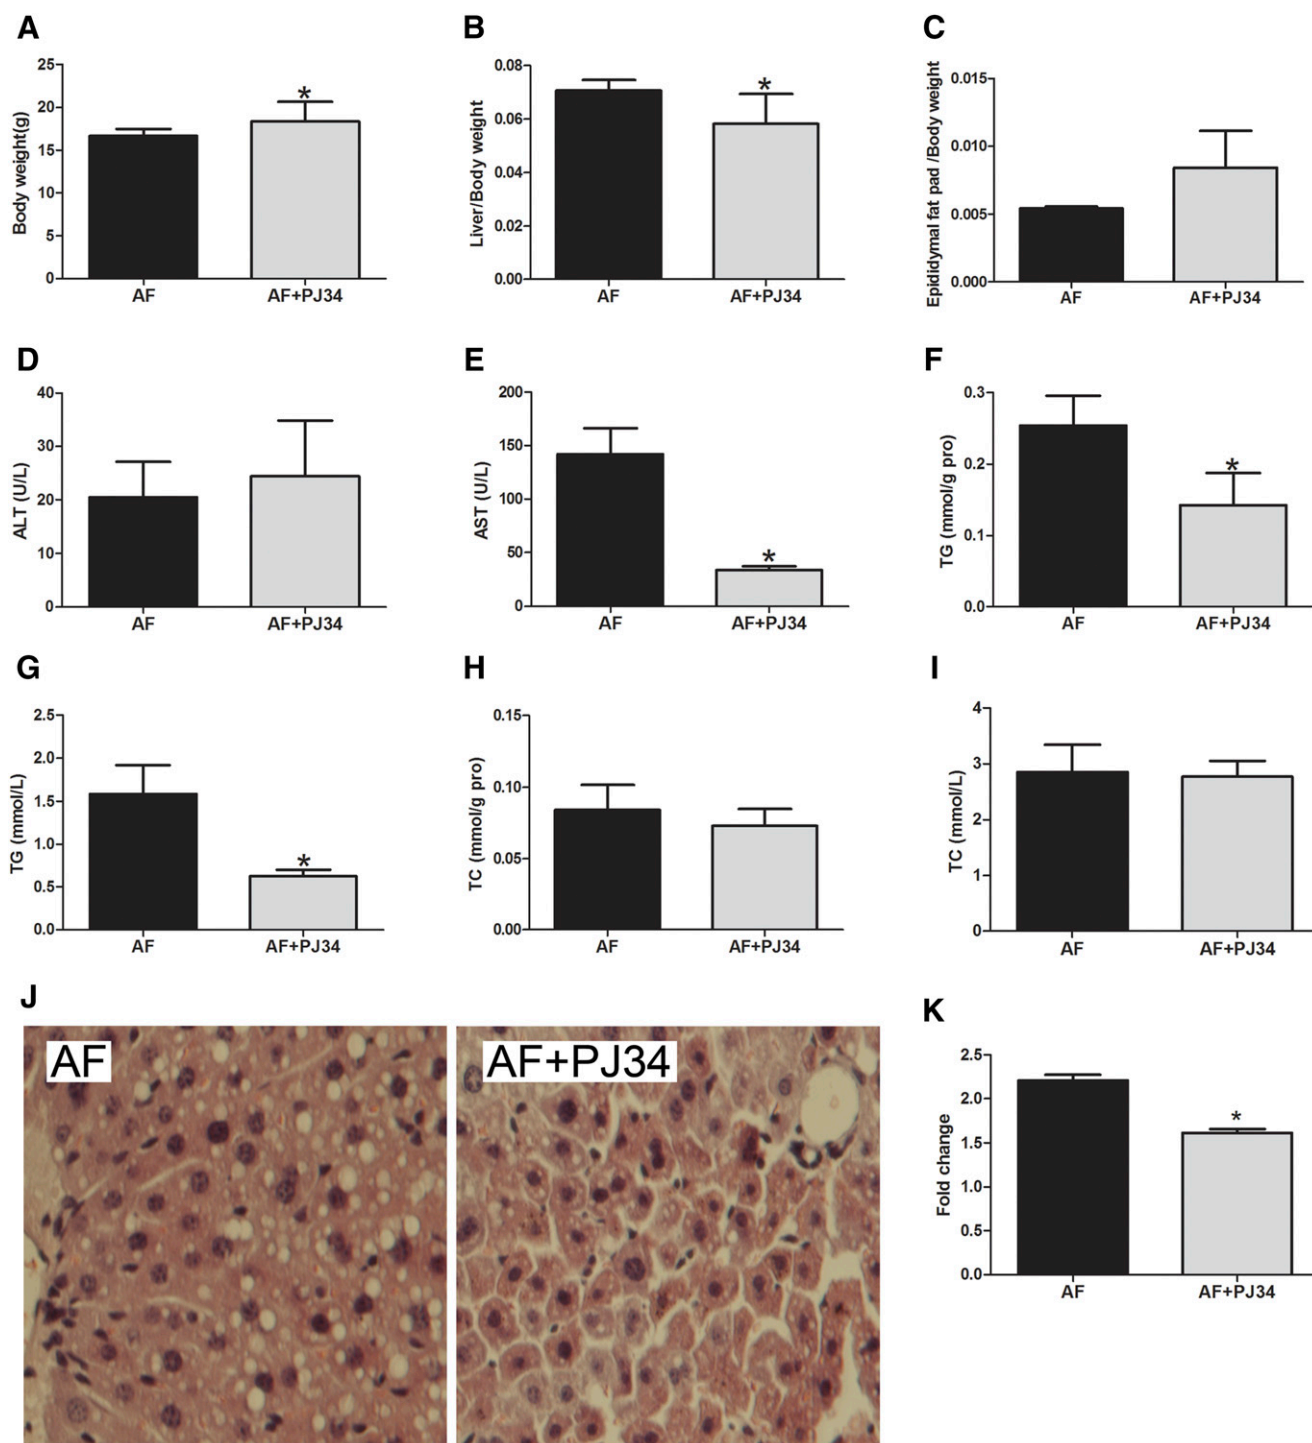 A
Body weight(g)
25
20
15
10
5
0
*
AF
AF+PJ34
B
Liver/Body weight
0.08
0.06
0.04
0.02
0.00
*
AF
AF+PJ34
C
Epididymal fat pad /Body weight
0.015
0.010
0.005
0.000
AF
AF+PJ34
D
ALT (U/L)
40
30
20
10
0
AF
AF+PJ34
E
AST (U/L)
200
150
100
50
0
*
AF
AF+PJ34
F
TG (mmol/g pro)
0.3
0.2
0.1
0.0
*
AF
AF+PJ34
G
TG (mmol/L)
2.5
2.0
1.5
1.0
0.5
0.0
*
AF
AF+PJ34
H
TC (mmol/g pro)
0.15
0.10
0.05
0.00
AF
AF+PJ34
I
TC (mmol/L)
4
3
2
1
0
AF
AF+PJ34
J
AF
AF+PJ34
K
Fold change
2.5
2.0
1.5
1.0
0.5
0.0
*
AF
AF+PJ34